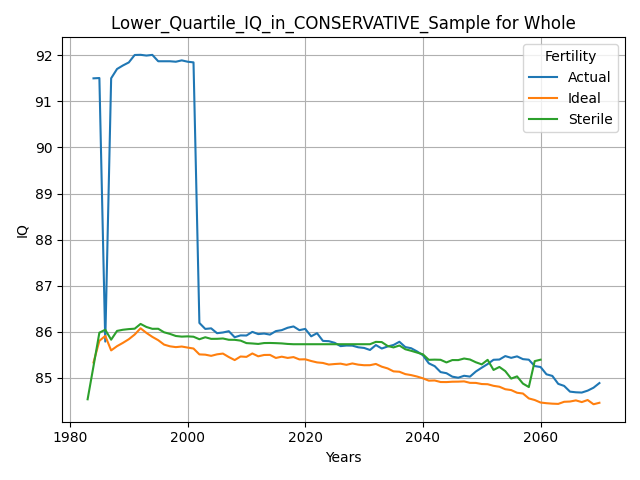 Lower_Quartile_IQ_in_CONSERVATIVE_Sample for Whole
Fertility
Actual
Ideal
Sterile
IQ
92
91
90
89
88
87
86
85
1980
2000
2020
2040
2060
Years